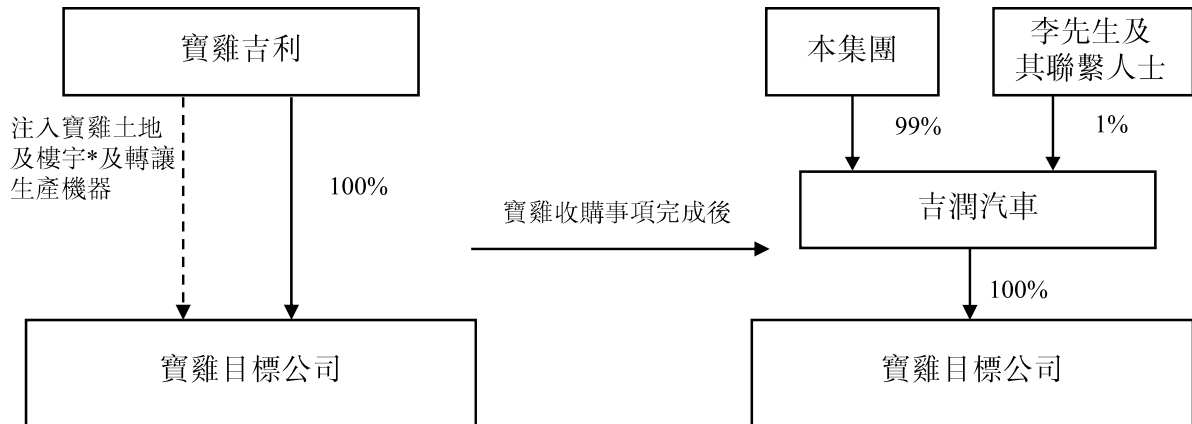 寶雞吉利
注入寶雞土地
及樓宇*及轉讓
生產機器
100%
寶雞目標公司
寶雞收購事項完成後
本集團
李先生及
其聯繫人士
99%
1%
吉潤汽車
100%
寶雞目標公司